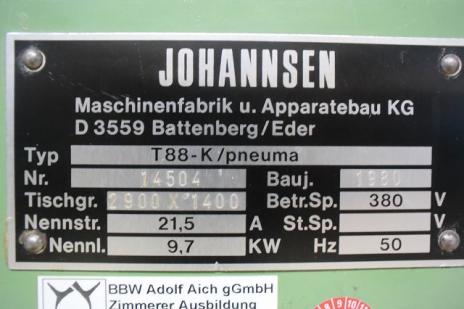 JOHANNSEN
Maschinenfabrik u. Apparatebau KG
D 3559 Battenberg/Eder
Typ T88-K/pneuma
Nr. 14504 Bauj. 1980
Tischgr. 2900 X 1400 Betr.Sp. 380 V
Nennstr. 21,5 A St.Sp. V
Nennl. 9,7 KW Hz 50
BBW Adolf Aich gGmbH
Zimmerer Ausbildung